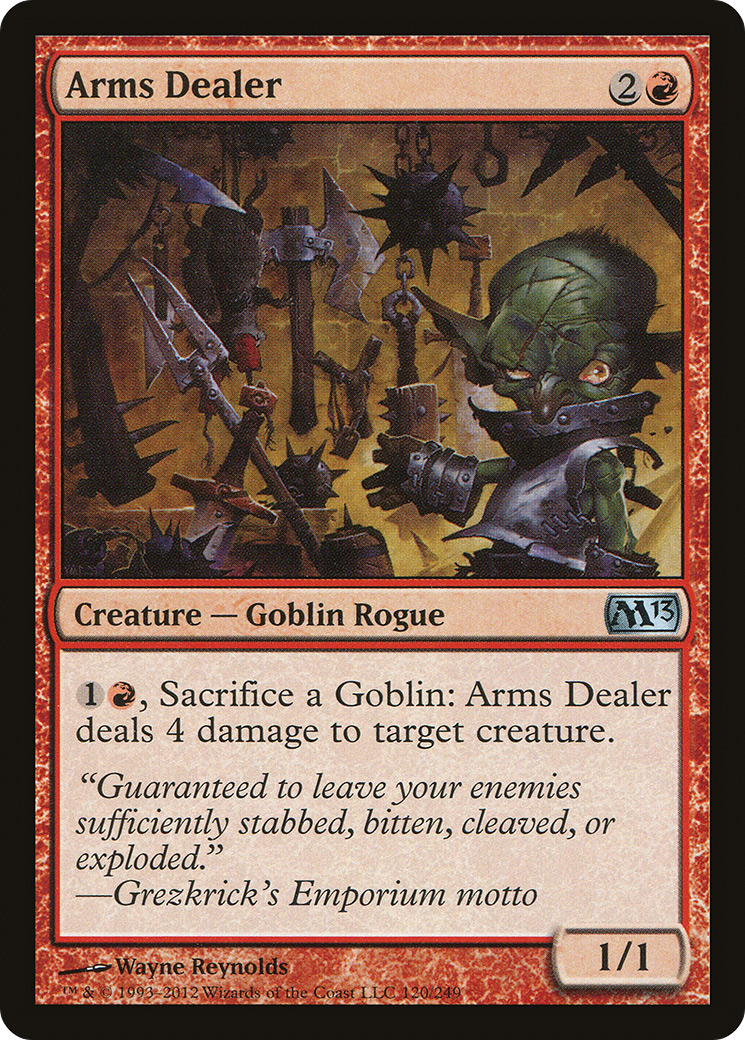 Arms Dealer 2
Creature — Goblin Rogue M13
1, Sacrifice a Goblin: Arms Dealer
deals 4 damage to target creature.
“Guaranteed to leave your enemies
sufficiently stabbed, bitten, cleaved, or
exploded.”
—Grezkrick’s Emporium motto
1/1
Wayne Reynolds
™ & © 1993–2012 Wizards of the Coast LLC 120/249